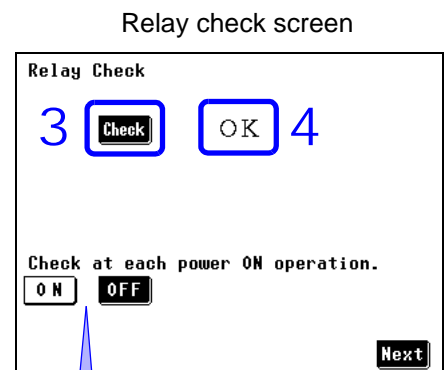 Relay check screen
Relay Check
3 Check OK 4
Check at each power ON operation.
ON OFF
Next